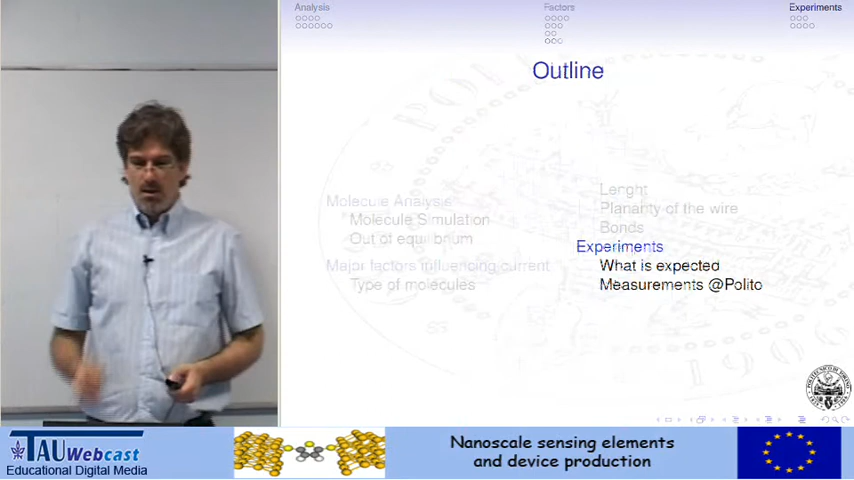 Analysis
Factors
Experiments
Outline
Molecule Analysis
Molecule Simulation
Out of equilibrium
Major factors influencing current
Type of molecules
Lenght
Planarity of the wire
Bonds
Experiments
What is expected
Measurements @Polito
TAU Webcast
Educational Digital Media
Nanoscale sensing elements
and device production